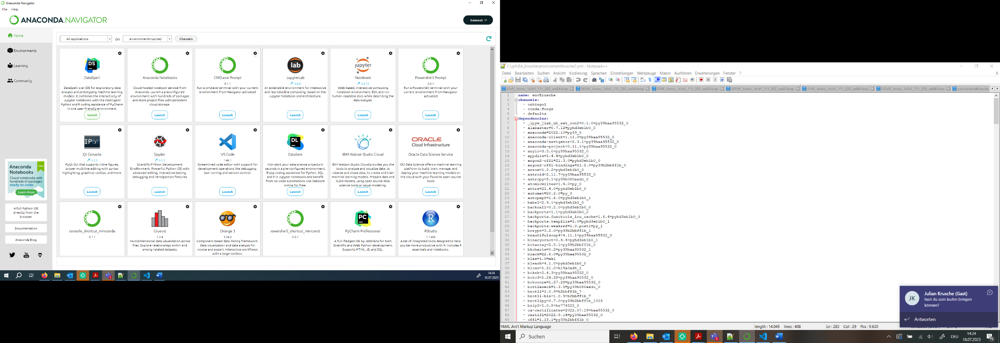 Anaconda Navigator
File Help
ANACONDA.NAVIGATOR
Connect
Home
Environments
Learning
Community
All applications on environmentKrusche2 Channels
DataSpell
DataSpell is an IDE for exploratory data
analysis and prototyping machine learning
models. It combines the interactivity of
Jupyter notebooks with the intelligent
Python and R coding assistance of PyCharm
in one user-friendly environment.
Install
Anaconda Notebooks
Cloud-hosted notebook service from
Anaconda. Launch a preconfigured
environment with hundreds of packages
and store project files with persistent
cloud storage.
Launch
CMD.exe Prompt
0.1.1
Run a cmd.exe terminal with your current
environment from Navigator activated
Launch
lab
JupyterLab
3.4.4
An extensible environment for interactive
and reproducible computing, based on the
Jupyter Notebook and Architecture.
Launch
jupyter
Notebook
6.4.12
Web-based, interactive computing
notebook environment. Edit and run
human-readable docs while describing the
data analysis.
Launch
Powershell Prompt
0.0.1
Run a Powershell terminal with your
current environment from Navigator
activated
Launch
IP[y]:
Qt Console
5.2.2
PyQt GUI that supports inline figures,
proper multiline editing with syntax
highlighting, graphical calltips, and more.
Launch
Spyder
5.2.2
Scientific PYthon Development
EnviRonment. Powerful Python IDE with
advanced editing, interactive testing,
debugging and introspection features
Launch
VS Code
1.46.1
Streamlined code editor with support for
development operations like debugging,
task running and version control.
Launch
DL
Datalore
Kick-start your data science projects in
seconds in a pre-configured environment.
Enjoy coding assistance for Python, SQL,
and R in Jupyter notebooks and benefit
from no-code automations. Use Datalore
online for free.
Launch
IBM Watson Studio Cloud
IBM Watson Studio Cloud provides you the
tools to analyze and visualize data, to
cleanse and shape data, to create and train
machine learning models. Prepare data and
build models, using open source data
science tools or visual modeling.
Launch
ORACLE
Cloud Infrastructure
Oracle Data Science Service
OCI Data Science offers a machine learning
platform to build, train, manage, and
deploy your machine learning models on
the cloud with your favorite open-source
tools
Launch
console_shortcut_miniconda
0.1.1
Glueviz
1.2.4
Multidimensional data visualization across
files. Explore relationships within and
among related datasets.
Orange 3
3.34.0
Component based data mining framework.
Data visualization and data analysis for
novice and expert. Interactive workflows
with a large toolbox.
powershell_shortcut_miniconda
0.0.1
PC
PyCharm Professional
A full-fledged IDE by JetBrains for both
Scientific and Web Python development.
Supports HTML, JS, and SQL.
R
RStudio
1.1.456
A set of integrated tools designed to help
you be more productive with R. Includes R
essentials and notebooks.
Anaconda
Notebooks
Cloud notebooks with
hundreds of packages
ready to code.
Learn More
A full Python IDE
directly from the
browser
Documentation
Anaconda Blog
14:24
18.07.2023
C:\git\BA_Krusche\environmentKrusche2.yml - Notepad++
Datei Bearbeiten Suchen Ansicht Kodierung Sprachen Einstellungen Werkzeuge Makro Ausführen Erweiterungen Fenster ? X
iRVE_homo_1x1x1_111_222_ext24.feap ORVE_homo_1x1x1_111_222_ext24.feap iRVE_homo_1x1x1_111_222_ext25.feap ORVE_homo_1x1x1_111_222_ext25.feap iRVE_homo_1x1x1_111_222_ext26.feap ORVE_homo_1x1x1_111_222_ext26.feap environmentKrusche
1 name: envKrusche
2 channels:
3 - orbingol
4 - conda-forge
5 - defaults
6 dependencies:
7 - _ipyw_jlab_nb_ext_conf=0.1.0=py39haa95532_0
8 - alabaster=0.7.12=pyhd3eb1b0_0
9 - anaconda=2022.10=py39_0
10 - anaconda-client=1.11.0=py39haa95532_0
11 - anaconda-navigator=2.3.1=py39haa95532_0
12 - anaconda-project=0.11.1=py39haa95532_0
13 - anyio=3.5.0=py39haa95532_0
14 - appdirs=1.4.4=pyhd3eb1b0_0
15 - argon2-cffi=21.3.0=pyhd3eb1b0_0
16 - argon2-cffi-bindings=21.2.0=py39h2bbff1b_0
17 - arrow=1.2.2=pyhd3eb1b0_0
18 - astroid=2.11.7=py39haa95532_0
19 - astropy=5.1=py39h080aedc_0
20 - atomicwrites=1.4.0=py_0
21 - attrs=21.4.0=pyhd3eb1b0_0
22 - automat=20.2.0=py_0
23 - autopep8=1.6.0=pyhd3eb1b0_1
24 - babel=2.9.1=pyhd3eb1b0_0
25 - backcall=0.2.0=pyhd3eb1b0_0
26 - backports=1.1=pyhd3eb1b0_0
27 - backports.functools_lru_cache=1.6.4=pyhd3eb1b0_0
28 - backports.tempfile=1.0=pyhd3eb1b0_1
29 - backports.weakref=1.0.post1=py_1
30 - bcrypt=3.2.0=py39h2bbff1b_1
31 - beautifulsoup4=4.11.1=py39haa95532_0
32 - binaryornot=0.4.4=pyhd3eb1b0_1
33 - bitarray=2.5.1=py39h2bbff1b_0
34 - bkcharts=0.2=py39haa95532_1
35 - black=22.6.0=py39haa95532_0
36 - blas=1.0=mkl
37 - bleach=4.1.0=pyhd3eb1b0_0
38 - blosc=1.21.0=h19a0ad4_1
39 - bokeh=2.4.3=py39haa95532_0
40 - boto3=1.24.28=py39haa95532_0
41 - botocore=1.27.28=py39haa95532_0
42 - bottleneck=1.3.5=py39h080aedc_0
43 - brotli=1.0.9=h2bbff1b_7
44 - brotli-bin=1.0.9=h2bbff1b_7
45 - brotlipy=0.7.0=py39h2bbff1b_1003
46 - bzip2=1.0.8=he774522_0
47 - ca-certificates=2022.07.19=haa95532_0
48 - certifi=2022.9.14=py39haa95532_0
49 - cffi=1.15.1=py39h2bbff1b_0
YAML Ain't Markup Language length : 14.045 lines : 408 Ln : 283 Col : 29 Pos : 9.630
JK
Julian Krusche (Gast)
hast du zum laufen bringen
können?
Antworten
Suchen
DEU
14:24
18.07.2023
15